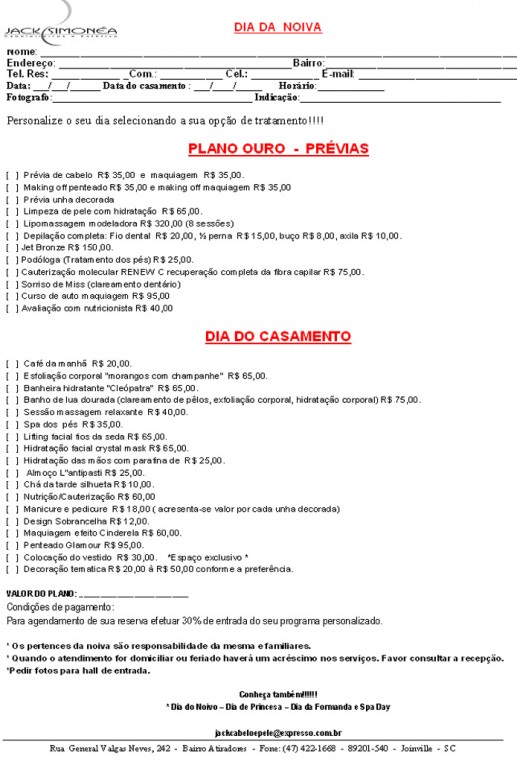 JACK SIMONÉA
DIA DA NOIVA
Nome:
Endereço: Bairro:
Tel. Res: Com.: Cel.: E-mail:
Data: ___/___/___ Data do casamento : ___/___/___ Horário:
Fotografo: Indicação:
Personalize o seu dia selecionando a sua opção de tratamento!!!!
PLANO OURO - PRÉVIAS
[ ] Prévia de cabelo R$ 35,00 e maquiagem R$ 35,00.
[ ] Making off penteado R$ 35,00 e making off maquiagem R$ 35,00
[ ] Prévia unha decorada
[ ] Limpeza de pele com hidratação R$ 65,00.
[ ] Lipomassagem modeladora R$ 320,00 (8 sessões)
[ ] Depilação completa: Fio dental R$ 20,00, ½ perna R$ 15,00, buço R$ 8,00, axila R$ 10,00.
[ ] Jet Bronze R$ 150,00.
[ ] Podóloga (Tratamento dos pés) R$ 25,00.
[ ] Cauterização molecular RENEW C recuperação completa da fibra capilar R$ 75,00.
[ ] Sorriso de Miss (clareamento dentário)
[ ] Curso de auto maquiagem R$ 95,00
[ ] Avaliação com nutricionista R$ 40,00
DIA DO CASAMENTO
[ ] Café da manhã R$ 20,00.
[ ] Esfoliação corporal "morangos com champanhe" R$ 65,00.
[ ] Banheira hidratante "Cleópatra" R$ 65,00.
[ ] Banho de lua dourada (clareamento de pêlos, exfoliação corporal, hidratação corporal) R$ 75,00.
[ ] Sessão massagem relaxante R$ 40,00.
[ ] Spa dos pés R$ 35,00.
[ ] Lifting facial fios da seda R$ 65,00.
[ ] Hidratação facial crystal mask R$ 65,00.
[ ] Hidratação das mãos com parafina de R$ 25,00.
[ ] Almoço L"antipasti R$ 25,00.
[ ] Chá da tarde silhueta R$ 10,00.
[ ] Nutrição/Cauterização R$ 60,00
[ ] Manicure e pedicure R$ 18,00 ( acresenta-se valor por cada unha decorada)
[ ] Design Sobrancelha R$ 12,00.
[ ] Maquiagem efeito Cinderela R$ 60,00.
[ ] Penteado Glamour R$ 95,00.
[ ] Colocação do vestido R$ 30,00. *Espaço exclusivo *
[ ] Decoração tematica R$ 20,00 á R$ 50,00 conforme a preferência.
VALOR DO PLANO:
Condições de pagamento:
Para agendamento de sua reserva efetuar 30% de entrada do seu programa personalizado.
* Os pertences da noiva são responsabilidade da mesma e familiares.
* Quando o atendimento for domiciliar ou feriado haverá um acréscimo nos serviços. Favor consultar a recepção.
*Pedir fotos para hall de entrada.
Conheça também!!!!!!
* Dia do Noivo – Dia de Princesa – Dia da Formanda e Spa Day
jackcabeloepele@expresso.com.br
Rua General Valgas Neves, 242 - Bairro Atiradores - Fone: (47) 422-1668 - 89201-540 - Joinville - SC